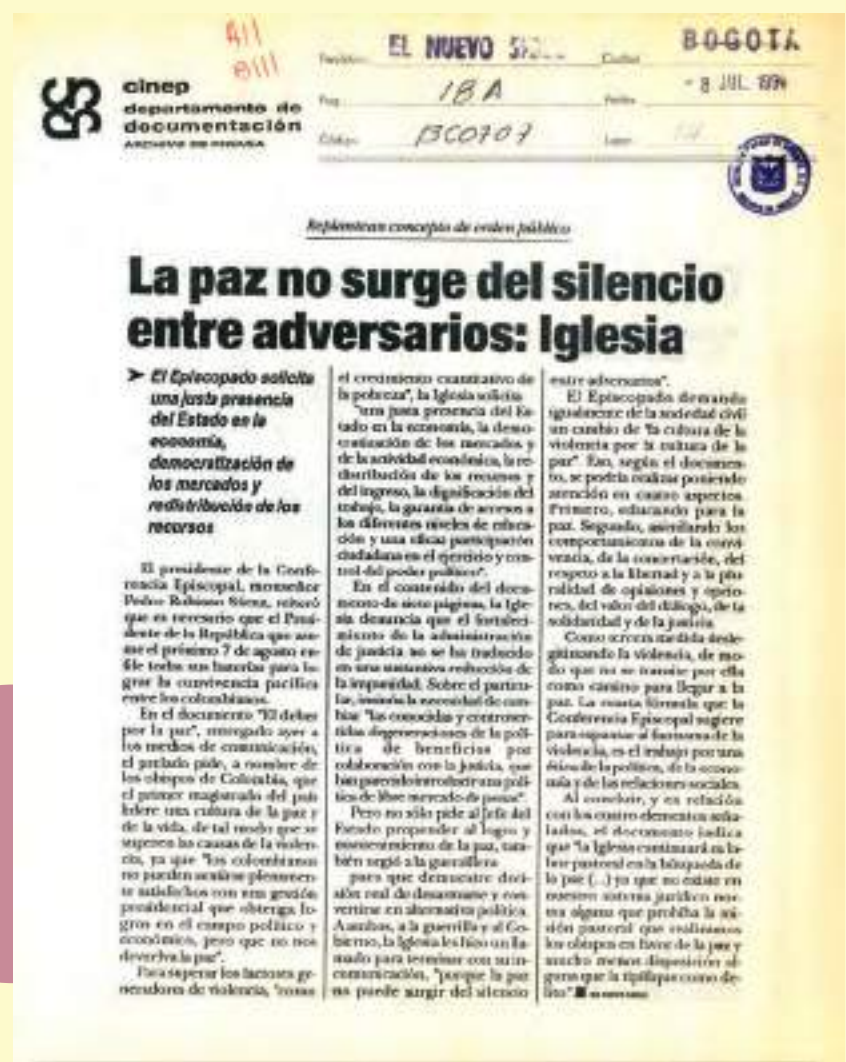 A11
cinep
departamento de
documentación
ARCHIVO DE PRENSA
EL NUEVO
Ciudad
BOGOTA
Pag.
18A
Fecha
- 8 JUL. 1994
Código
BC0707
Replantean concepto de orden público
La paz no surge del silencio
entre adversarios: Iglesia
➤ El Episcopado solicita
una justa presencia
del Estado en la
economía,
democratización de
los mercados y
redistribución de los
recursos
El presidente de la Confe-
rencia Episcopal, monseñor
Pedro Rubiano Sáenz, reiteró
que es necesario que el Presi-
dente de la República que asu-
me el próximo 7 de agosto en-
file todas sus baterías para lo-
grar la convivencia pacífica
entre los colombianos.
En el documento "El deber
por la paz", entregado ayer a
los medios de comunicación,
el prelado pide, a nombre de
los obispos de Colombia, que
el primer magistrado del país
lidere una cultura de la paz y
de la vida, de tal modo que se
superen las causas de la violen-
cia, ya que "los colombianos
no pueden sentirse plenamen-
te satisfechos con una gestión
presidencial que obtenga lo-
gros en el campo político y
económico, pero que no nos
devuelva la paz".
Para superar los factores ge-
neradores de violencia, "como
el crecimiento cuantitativo de
la pobreza", la Iglesia solicita
"una justa presencia del Es-
tado en la economía, la demo-
cratización de los mercados y
de la actividad económica, la re-
distribución de los recursos y
del ingreso, la dignificación del
trabajo, la garantía de accesos a
los diferentes niveles de educa-
ción y una eficaz participación
ciudadana en el ejercicio y con-
trol del poder político".
En el contenido del docu-
mento de siete páginas, la Igle-
sia denuncia que el fortaleci-
miento de la administración
de justicia no se ha traducido
en una sustantiva reducción de
la impunidad. Sobre el particu-
lar, insinúa la necesidad de cam-
biar "las conocidas y controver-
tidas degeneraciones de la polí-
tica de beneficios por
colaboración con la justicia, que
han parecido introducir una polí-
tica de libre mercado de penas".
Pero no sólo pide al Jefe del
Estado propender al logro y
mantenimiento de la paz, tam-
bién urgió a la guerrillera
para que demuestre deci-
sión real de desarmarse y con-
vertirse en alternativa política.
A ambas, a la guerrilla y al Go-
bierno, la Iglesia les hizo un lla-
mado para terminar con su in-
comunicación, "porque la paz
no puede surgir del silencio
entre adversarios".
El Episcopado demanda
igualmente de la sociedad civil
un cambio de "la cultura de la
violencia por la cultura de la
paz". Eso, según el documen-
to, se podría realizar poniendo
atención en cuatro aspectos.
Primero, educando para la
paz. Segundo, asimilando los
comportamientos de la convi-
vencia, de la concertación, del
respeto a la libertad y a la plu-
ralidad de opiniones y opcio-
nes, del valor del diálogo, de la
solidaridad y de la justicia.
Como tercera medida desle-
gitimando la violencia, de mo-
do que no se transite por ella
como camino para llegar a la
paz. La cuarta fórmula que la
Conferencia Episcopal sugiere
para espantar al fantasma de la
violencia, es el trabajo por una
ética de la política, de la econo-
mía y de las relaciones sociales.
Al concluir, y en relación
con los cuatro elementos seña-
lados, el documento indica
que "la Iglesia continuará su la-
bor pastoral en la búsqueda de
la paz (...) ya que no existe en
nuestro sistema jurídico nor-
ma alguna que prohíba la mi-
sión pastoral que realizamos
los obispos en favor de la paz y
mucho menos disposición al-
guna que la tipifique como de-
lito"